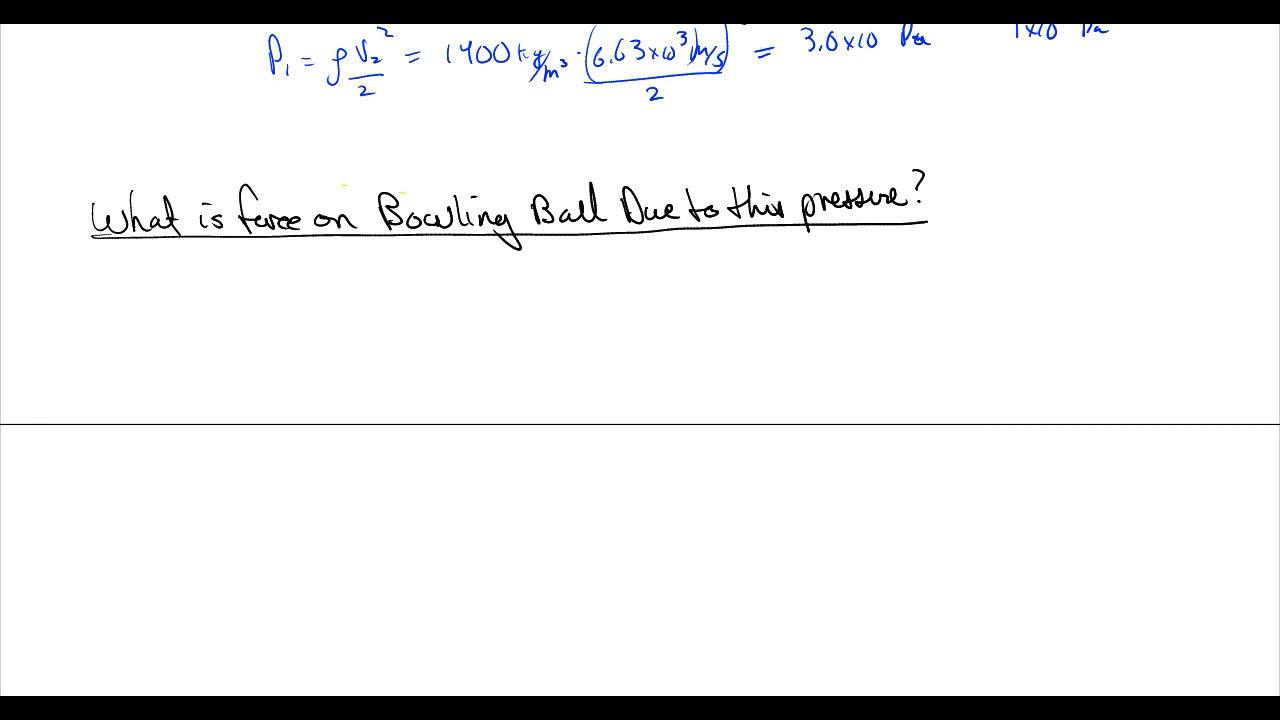 P₁ = ρ V₂² / 2 = 1400 kg/m³ · (6.63×10³ m/s) / 2 = 3.0×10 Pa 1×10 Pa
What is force on Bowling Ball Due to this pressure?